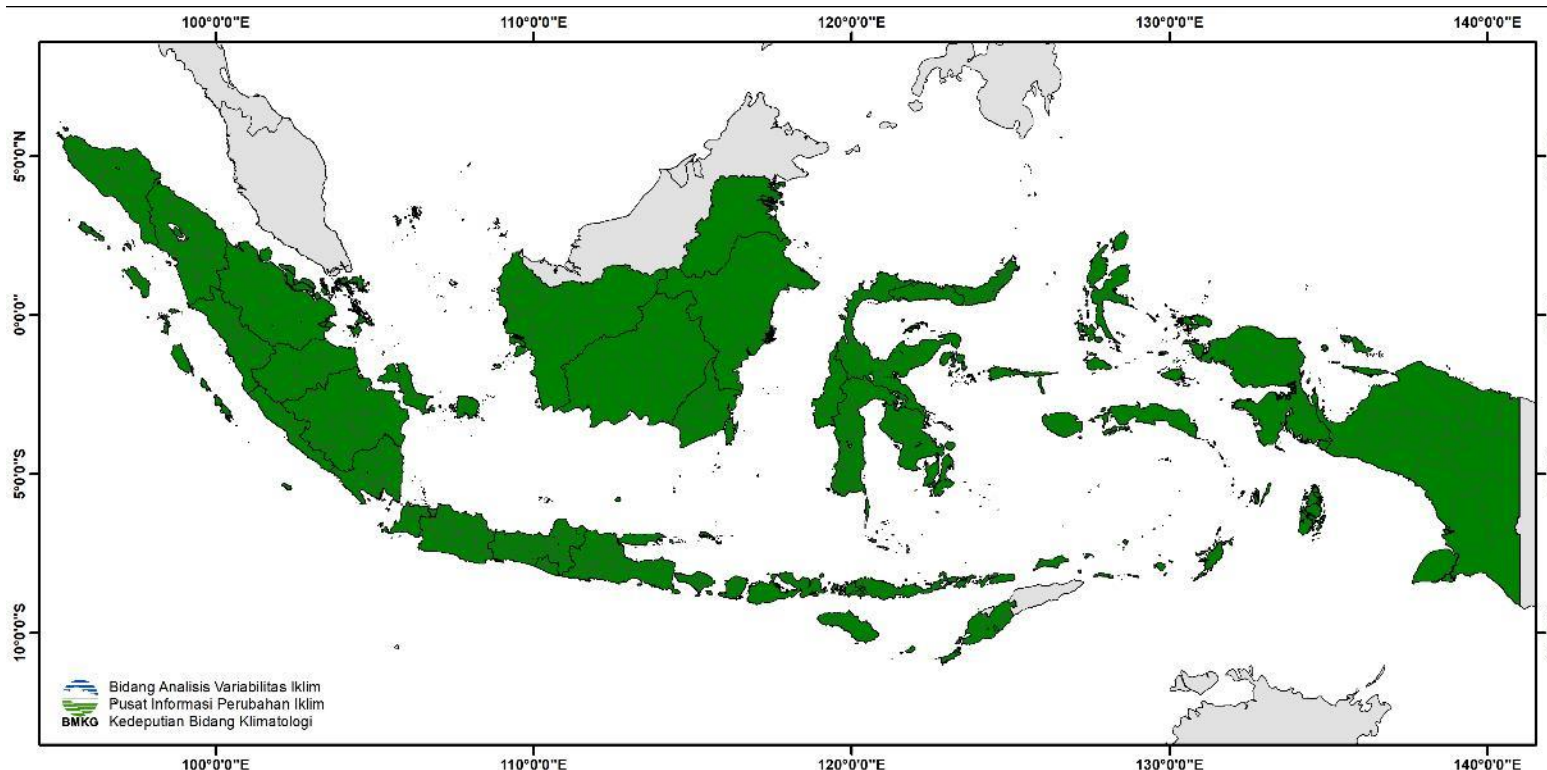 100°0'0"E 110°0'0"E 120°0'0"E 130°0'0"E 140°0'0"E
5°0'0"N
0°0'0"
5°0'0"S
10°0'0"S
Bidang Analisis Variabilitas Iklim
Pusat Informasi Perubahan Iklim
BMKG Kedeputian Bidang Klimatologi
100°0'0"E 110°0'0"E 120°0'0"E 130°0'0"E 140°0'0"E